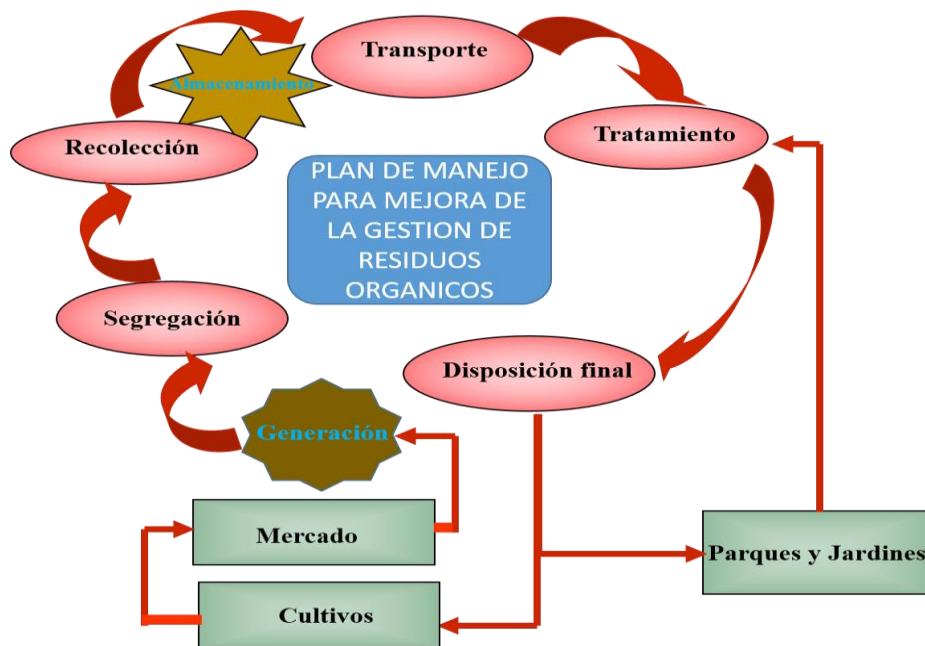 Transporte
Almacenamiento
Tratamiento
Recolección
PLAN DE MANEJO
PARA MEJORA DE
LA GESTION DE
RESIDUOS
ORGANICOS
Segregación
Disposición final
Generación
Mercado
Parques y Jardines
Cultivos